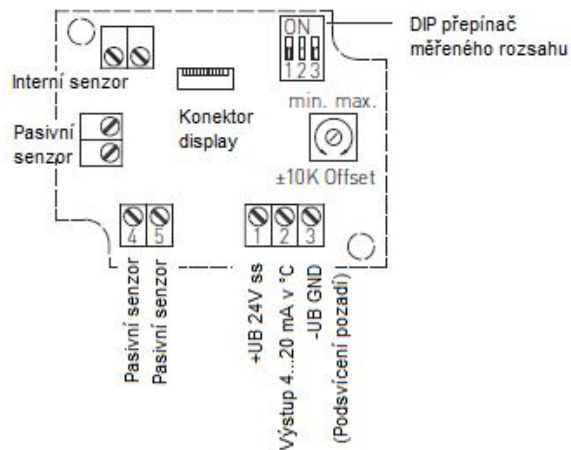 ON
1 2 3
DIP přepínač
měřeného rozsahu
Interní senzor
Konektor
display
min. max.
Pasivní
senzor
±10K Offset
4 5
1 2 3
Pasivní senzor
Pasivní senzor
+UB 24V ss
Výstup 4...20 mA v °C
-UB GND
(Podsvícení pozadí)